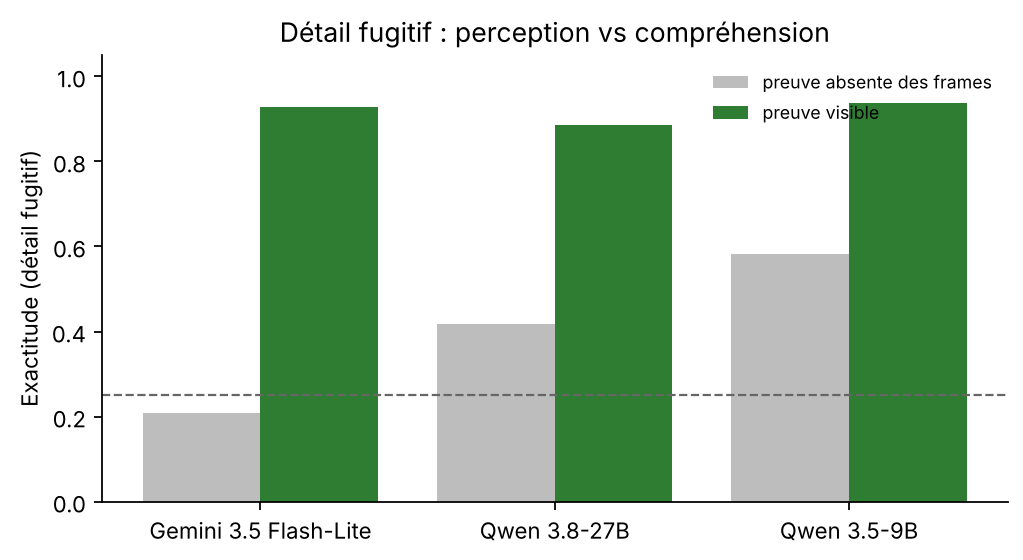 Détail fugitif : perception vs compréhension
preuve absente des frames
preuve visible
Exactitude (détail fugitif)
1.0
0.8
0.6
0.4
0.2
0.0
Gemini 3.5 Flash-Lite
Qwen 3.8-27B
Qwen 3.5-9B